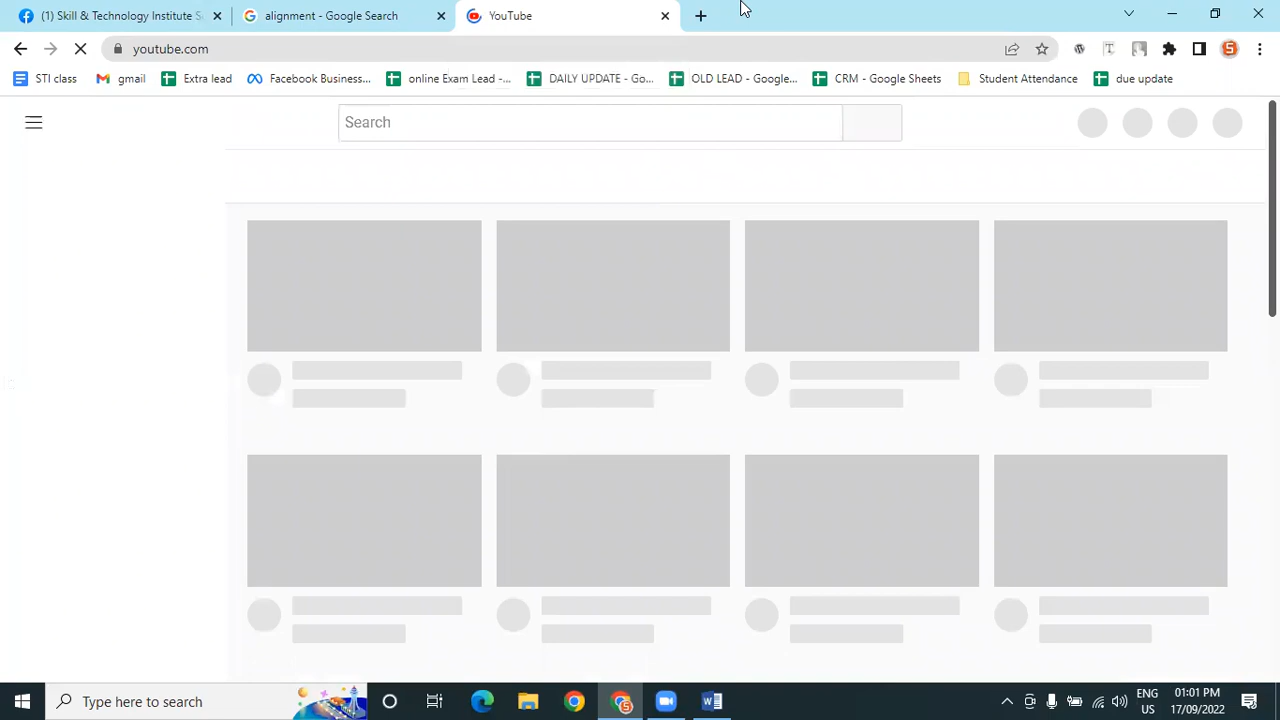 (1) Skill & Technology Institute S
alignment - Google Search
YouTube
youtube.com
STI class
gmail
Extra lead
Facebook Business...
online Exam Lead -...
DAILY UPDATE - Go...
OLD LEAD - Google...
CRM - Google Sheets
Student Attendance
due update
Search
Type here to search
ENG
US
01:01 PM
17/09/2022